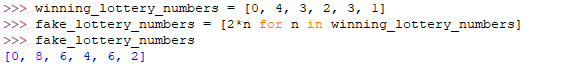 >>> winning_lottery_numbers = [0, 4, 3, 2, 3, 1]
>>> fake_lottery_numbers = [2*n for n in winning_lottery_numbers]
>>> fake_lottery_numbers
[0, 8, 6, 4, 6, 2]